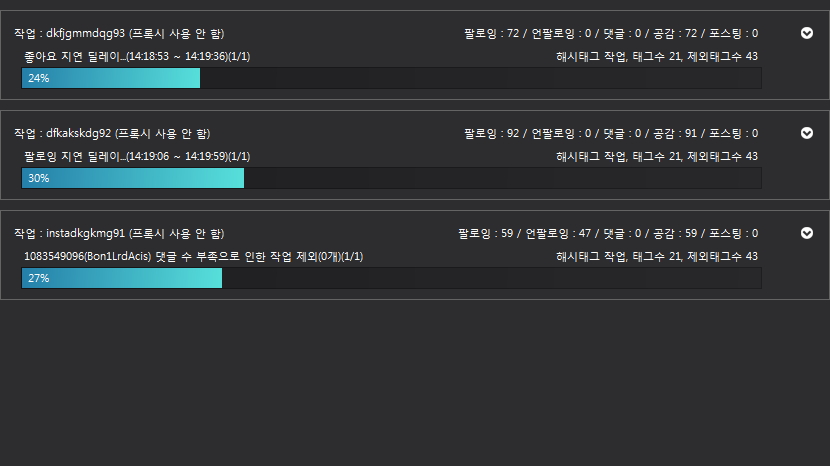 작업 : dkfjgmmdqg93 (프록시 사용 안 함) 팔로잉 : 72 / 언팔로잉 : 0 / 댓글 : 0 / 공감 : 72 / 포스팅 : 0
좋아요 지연 딜레이...(14:18:53 ~ 14:19:36)(1/1) 해시태그 작업, 태그수 21, 제외태그수 43
24%
작업 : dfkakskdg92 (프록시 사용 안 함) 팔로잉 : 92 / 언팔로잉 : 0 / 댓글 : 0 / 공감 : 91 / 포스팅 : 0
팔로잉 지연 딜레이...(14:19:06 ~ 14:19:59)(1/1) 해시태그 작업, 태그수 21, 제외태그수 43
30%
작업 : instadkgkmg91 (프록시 사용 안 함) 팔로잉 : 59 / 언팔로잉 : 47 / 댓글 : 0 / 공감 : 59 / 포스팅 : 0
1083549096(Bon1LrdAcis) 댓글 수 부족으로 인한 작업 제외(0개)(1/1) 해시태그 작업, 태그수 21, 제외태그수 43
27%